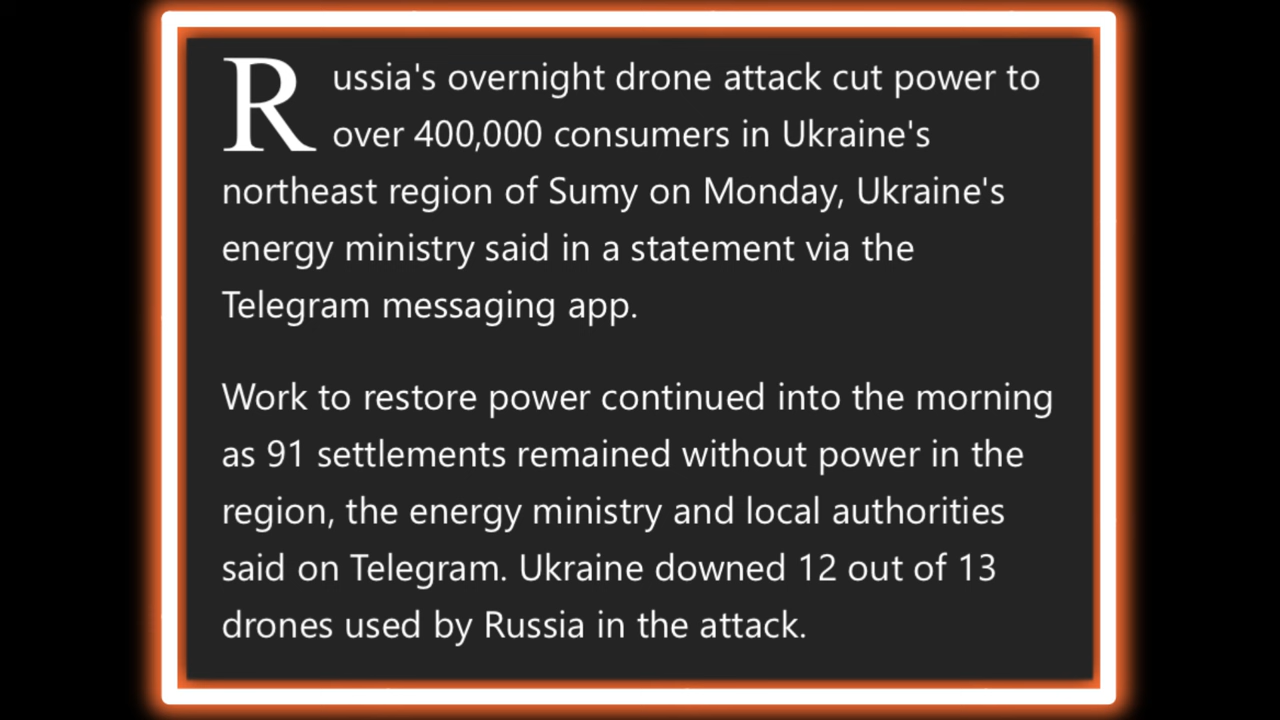 Russia's overnight drone attack cut power to
over 400,000 consumers in Ukraine's
northeast region of Sumy on Monday, Ukraine's
energy ministry said in a statement via the
Telegram messaging app.
Work to restore power continued into the morning
as 91 settlements remained without power in the
region, the energy ministry and local authorities
said on Telegram. Ukraine downed 12 out of 13
drones used by Russia in the attack.